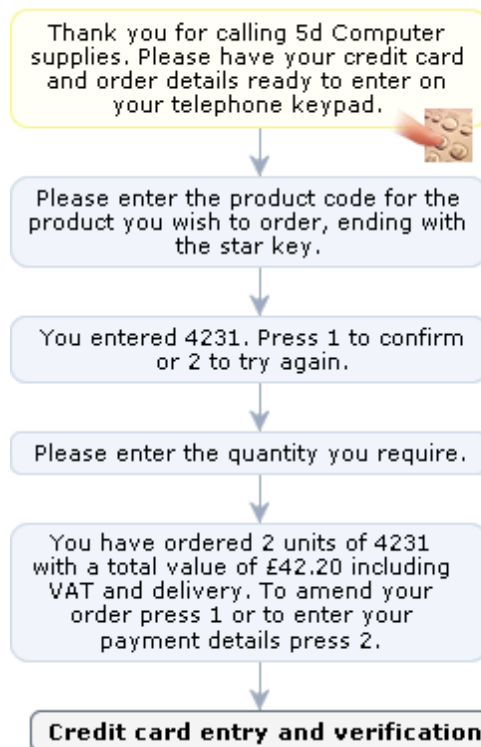 Thank you for calling 5d Computer
supplies. Please have your credit card
and order details ready to enter on
your telephone keypad.
Please enter the product code for the
product you wish to order, ending with
the star key.
You entered 4231. Press 1 to confirm
or 2 to try again.
Please enter the quantity you require.
You have ordered 2 units of 4231
with a total value of £42.20 including
VAT and delivery. To amend your
order press 1 or to enter your
payment details press 2.
Credit card entry and verification